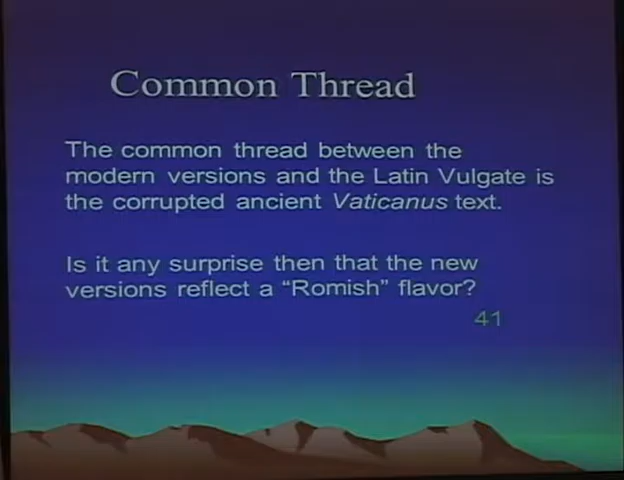 Common Thread
The common thread between the
modern versions and the Latin Vulgate is
the corrupted ancient Vaticanus text.
Is it any surprise then that the new
versions reflect a “Romish” flavor?
41